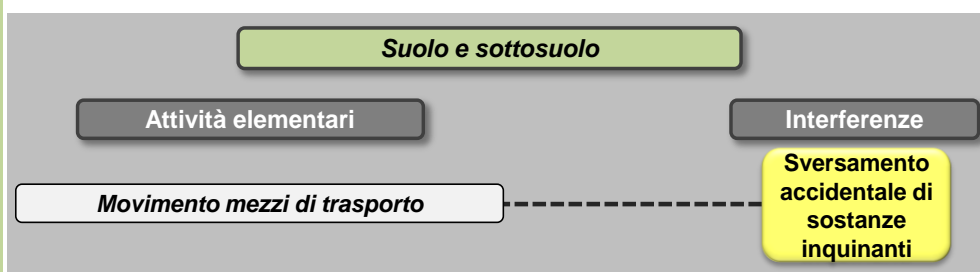 Suolo e sottosuolo
Attività elementari
Interferenze
Movimento mezzi di trasporto
Sversamento
accidentale di
sostanze
inquinanti